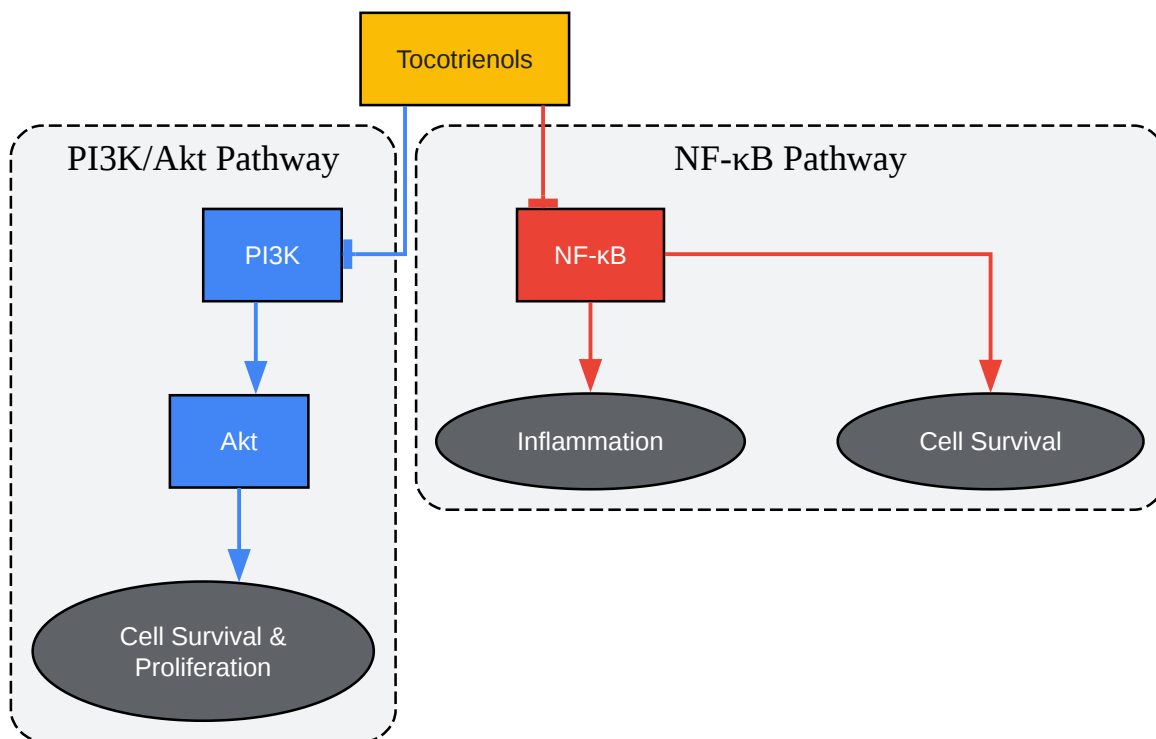 Tocotrienols
PI3K/Akt Pathway
PI3K
Akt
Cell Survival &
Proliferation
NF-κB Pathway
NF-κB
Inflammation
Cell Survival